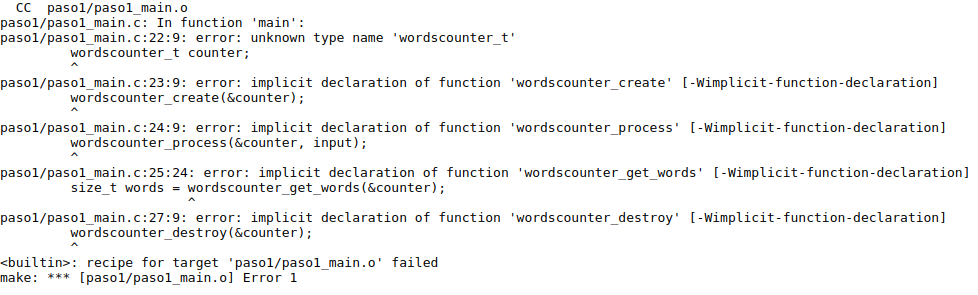 CC  paso1/paso1_main.o
paso1/paso1_main.c: In function 'main':
paso1/paso1_main.c:22:9: error: unknown type name 'wordscounter_t'
         wordscounter_t counter;
         ^
paso1/paso1_main.c:23:9: error: implicit declaration of function 'wordscounter_create' [-Wimplicit-function-declaration]
         wordscounter_create(&counter);
         ^
paso1/paso1_main.c:24:9: error: implicit declaration of function 'wordscounter_process' [-Wimplicit-function-declaration]
         wordscounter_process(&counter, input);
         ^
paso1/paso1_main.c:25:24: error: implicit declaration of function 'wordscounter_get_words' [-Wimplicit-function-declaration]
         size_t words = wordscounter_get_words(&counter);
                        ^
paso1/paso1_main.c:27:9: error: implicit declaration of function 'wordscounter_destroy' [-Wimplicit-function-declaration]
         wordscounter_destroy(&counter);
         ^
<builtin>: recipe for target 'paso1/paso1_main.o' failed
make: *** [paso1/paso1_main.o] Error 1